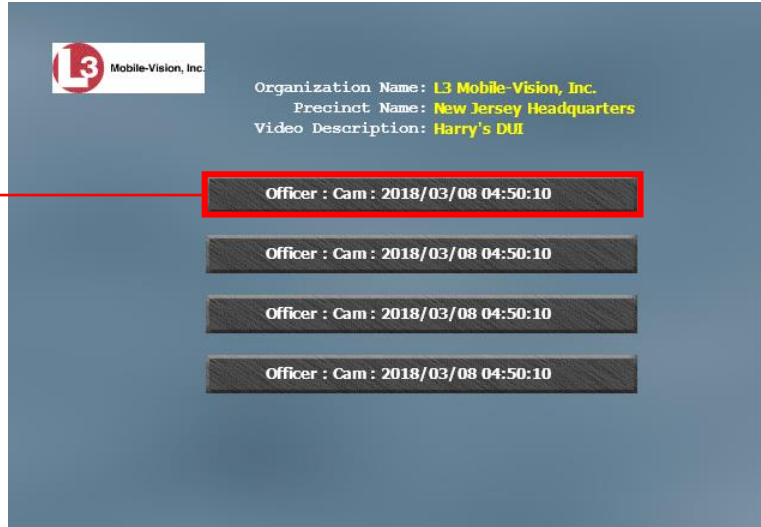 L3 Mobile-Vision, Inc.
Organization Name: L3 Mobile-Vision, Inc.
Precinct Name: New Jersey Headquarters
Video Description: Harry's DUI
Officer : Cam : 2018/03/08 04:50:10
Officer : Cam : 2018/03/08 04:50:10
Officer : Cam : 2018/03/08 04:50:10
Officer : Cam : 2018/03/08 04:50:10